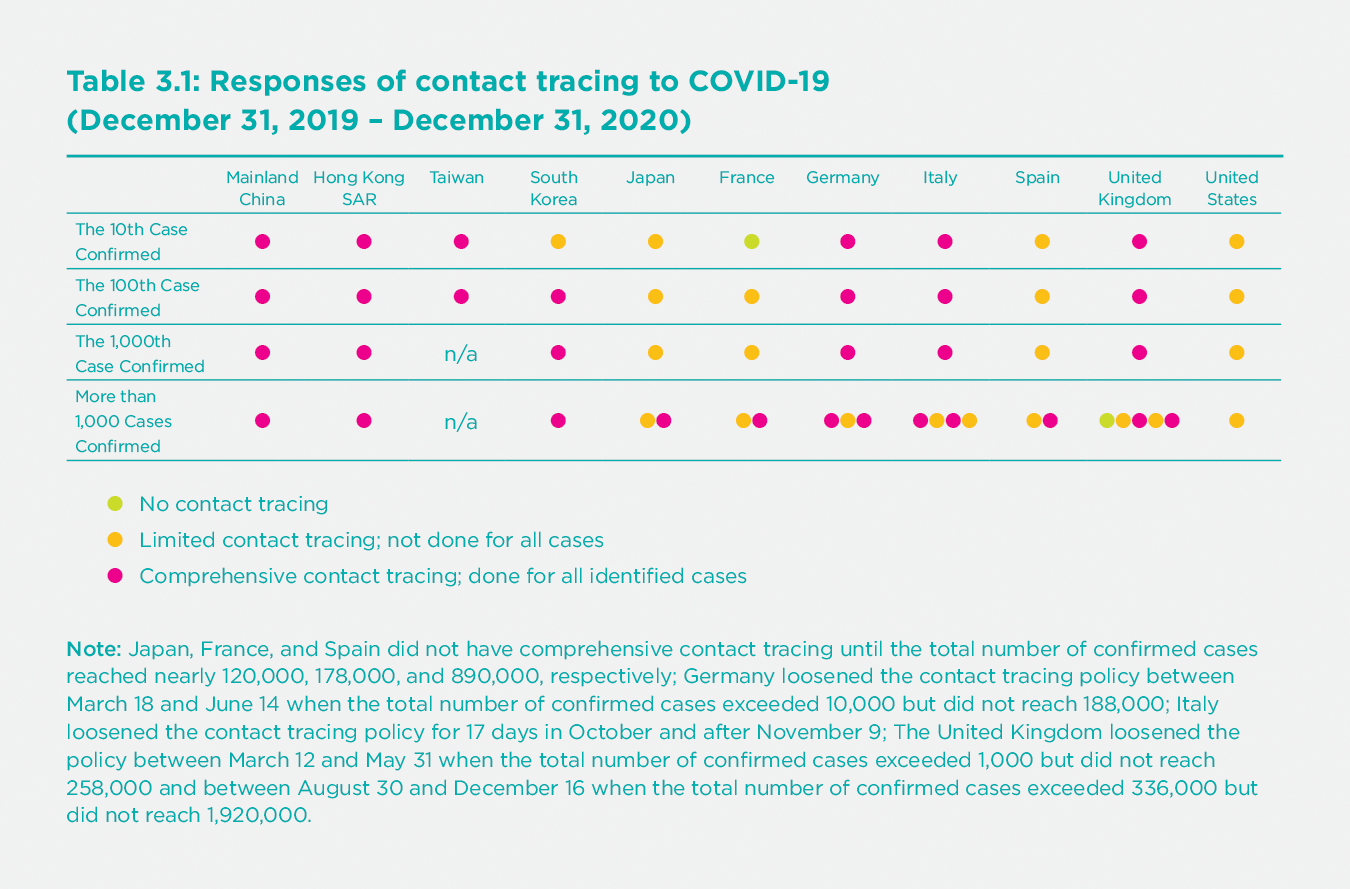 Table 3.1: Responses of contact tracing to COVID-19
(December 31, 2019 – December 31, 2020)
Mainland China
Hong Kong SAR
Taiwan
South Korea
Japan
France
Germany
Italy
Spain
United Kingdom
United States
The 10th Case
Confirmed
The 100th Case
Confirmed
The 1,000th
Case Confirmed
n/a
More than
1,000 Cases
Confirmed
n/a
No contact tracing
Limited contact tracing; not done for all cases
Comprehensive contact tracing; done for all identified cases
Note: Japan, France, and Spain did not have comprehensive contact tracing until the total number of confirmed cases
reached nearly 120,000, 178,000, and 890,000, respectively; Germany loosened the contact tracing policy between
March 18 and June 14 when the total number of confirmed cases exceeded 10,000 but did not reach 188,000; Italy
loosened the contact tracing policy for 17 days in October and after November 9; The United Kingdom loosened the
policy between March 12 and May 31 when the total number of confirmed cases exceeded 1,000 but did not reach
258,000 and between August 30 and December 16 when the total number of confirmed cases exceeded 336,000 but
did not reach 1,920,000.